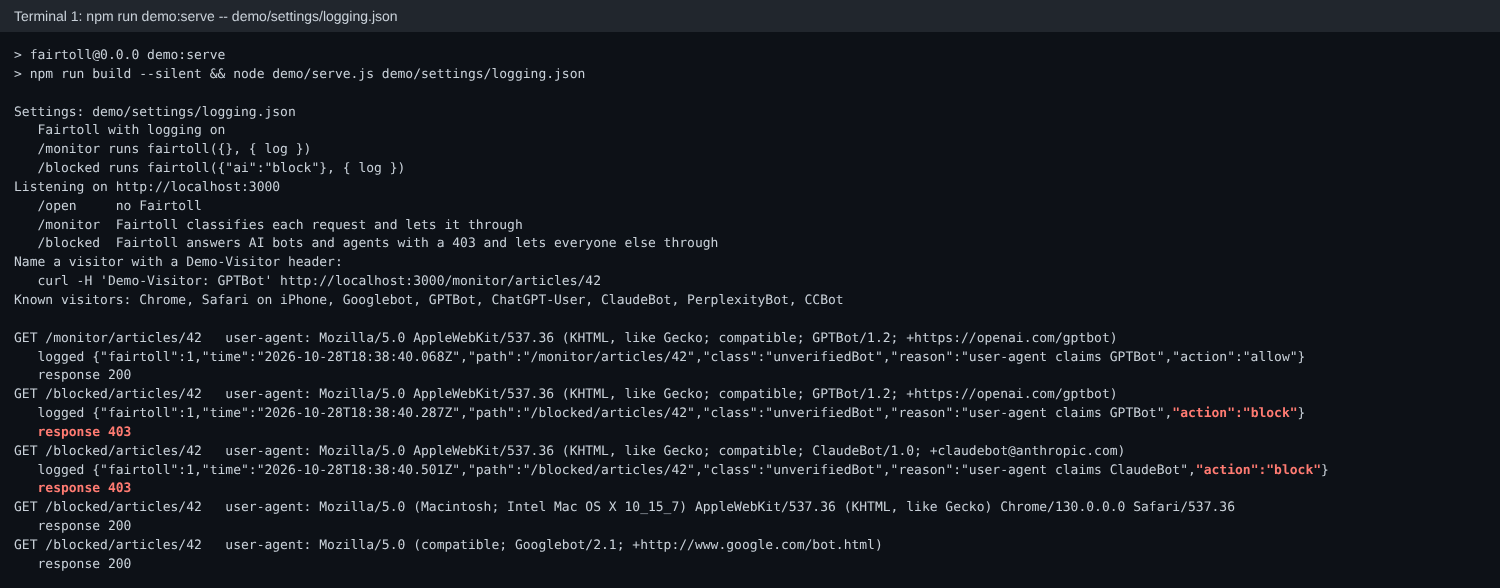 Terminal 1: npm run demo:serve -- demo/settings/logging.json
> fairtoll@0.0.0 demo:serve
> npm run build --silent && node demo/serve.js demo/settings/logging.json
Settings: demo/settings/logging.json
Fairtoll with logging on
/monitor runs fairtoll({}, { log })
/blocked runs fairtoll({"ai":"block"}, { log })
Listening on http://localhost:3000
/open     no Fairtoll
/monitor  Fairtoll classifies each request and lets it through
/blocked  Fairtoll answers AI bots and agents with a 403 and lets everyone else through
Name a visitor with a Demo-Visitor header:
curl -H 'Demo-Visitor: GPTBot' http://localhost:3000/monitor/articles/42
Known visitors: Chrome, Safari on iPhone, Googlebot, GPTBot, ChatGPT-User, ClaudeBot, PerplexityBot, CCBot
GET /monitor/articles/42   user-agent: Mozilla/5.0 AppleWebKit/537.36 (KHTML, like Gecko; compatible; GPTBot/1.2; +https://openai.com/gptbot)
logged {"fairtoll":1,"time":"2026-10-28T18:38:40.068Z","path":"/monitor/articles/42","class":"unverifiedBot","reason":"user-agent claims GPTBot","action":"allow"}
response 200
GET /blocked/articles/42   user-agent: Mozilla/5.0 AppleWebKit/537.36 (KHTML, like Gecko; compatible; GPTBot/1.2; +https://openai.com/gptbot)
logged {"fairtoll":1,"time":"2026-10-28T18:38:40.287Z","path":"/blocked/articles/42","class":"unverifiedBot","reason":"user-agent claims GPTBot","action":"block"}
response 403
GET /blocked/articles/42   user-agent: Mozilla/5.0 AppleWebKit/537.36 (KHTML, like Gecko; compatible; ClaudeBot/1.0; +claudebot@anthropic.com)
logged {"fairtoll":1,"time":"2026-10-28T18:38:40.501Z","path":"/blocked/articles/42","class":"unverifiedBot","reason":"user-agent claims ClaudeBot","action":"block"}
response 403
GET /blocked/articles/42   user-agent: Mozilla/5.0 (Macintosh; Intel Mac OS X 10_15_7) AppleWebKit/537.36 (KHTML, like Gecko) Chrome/130.0.0.0 Safari/537.36
response 200
GET /blocked/articles/42   user-agent: Mozilla/5.0 (compatible; Googlebot/2.1; +http://www.google.com/bot.html)
response 200